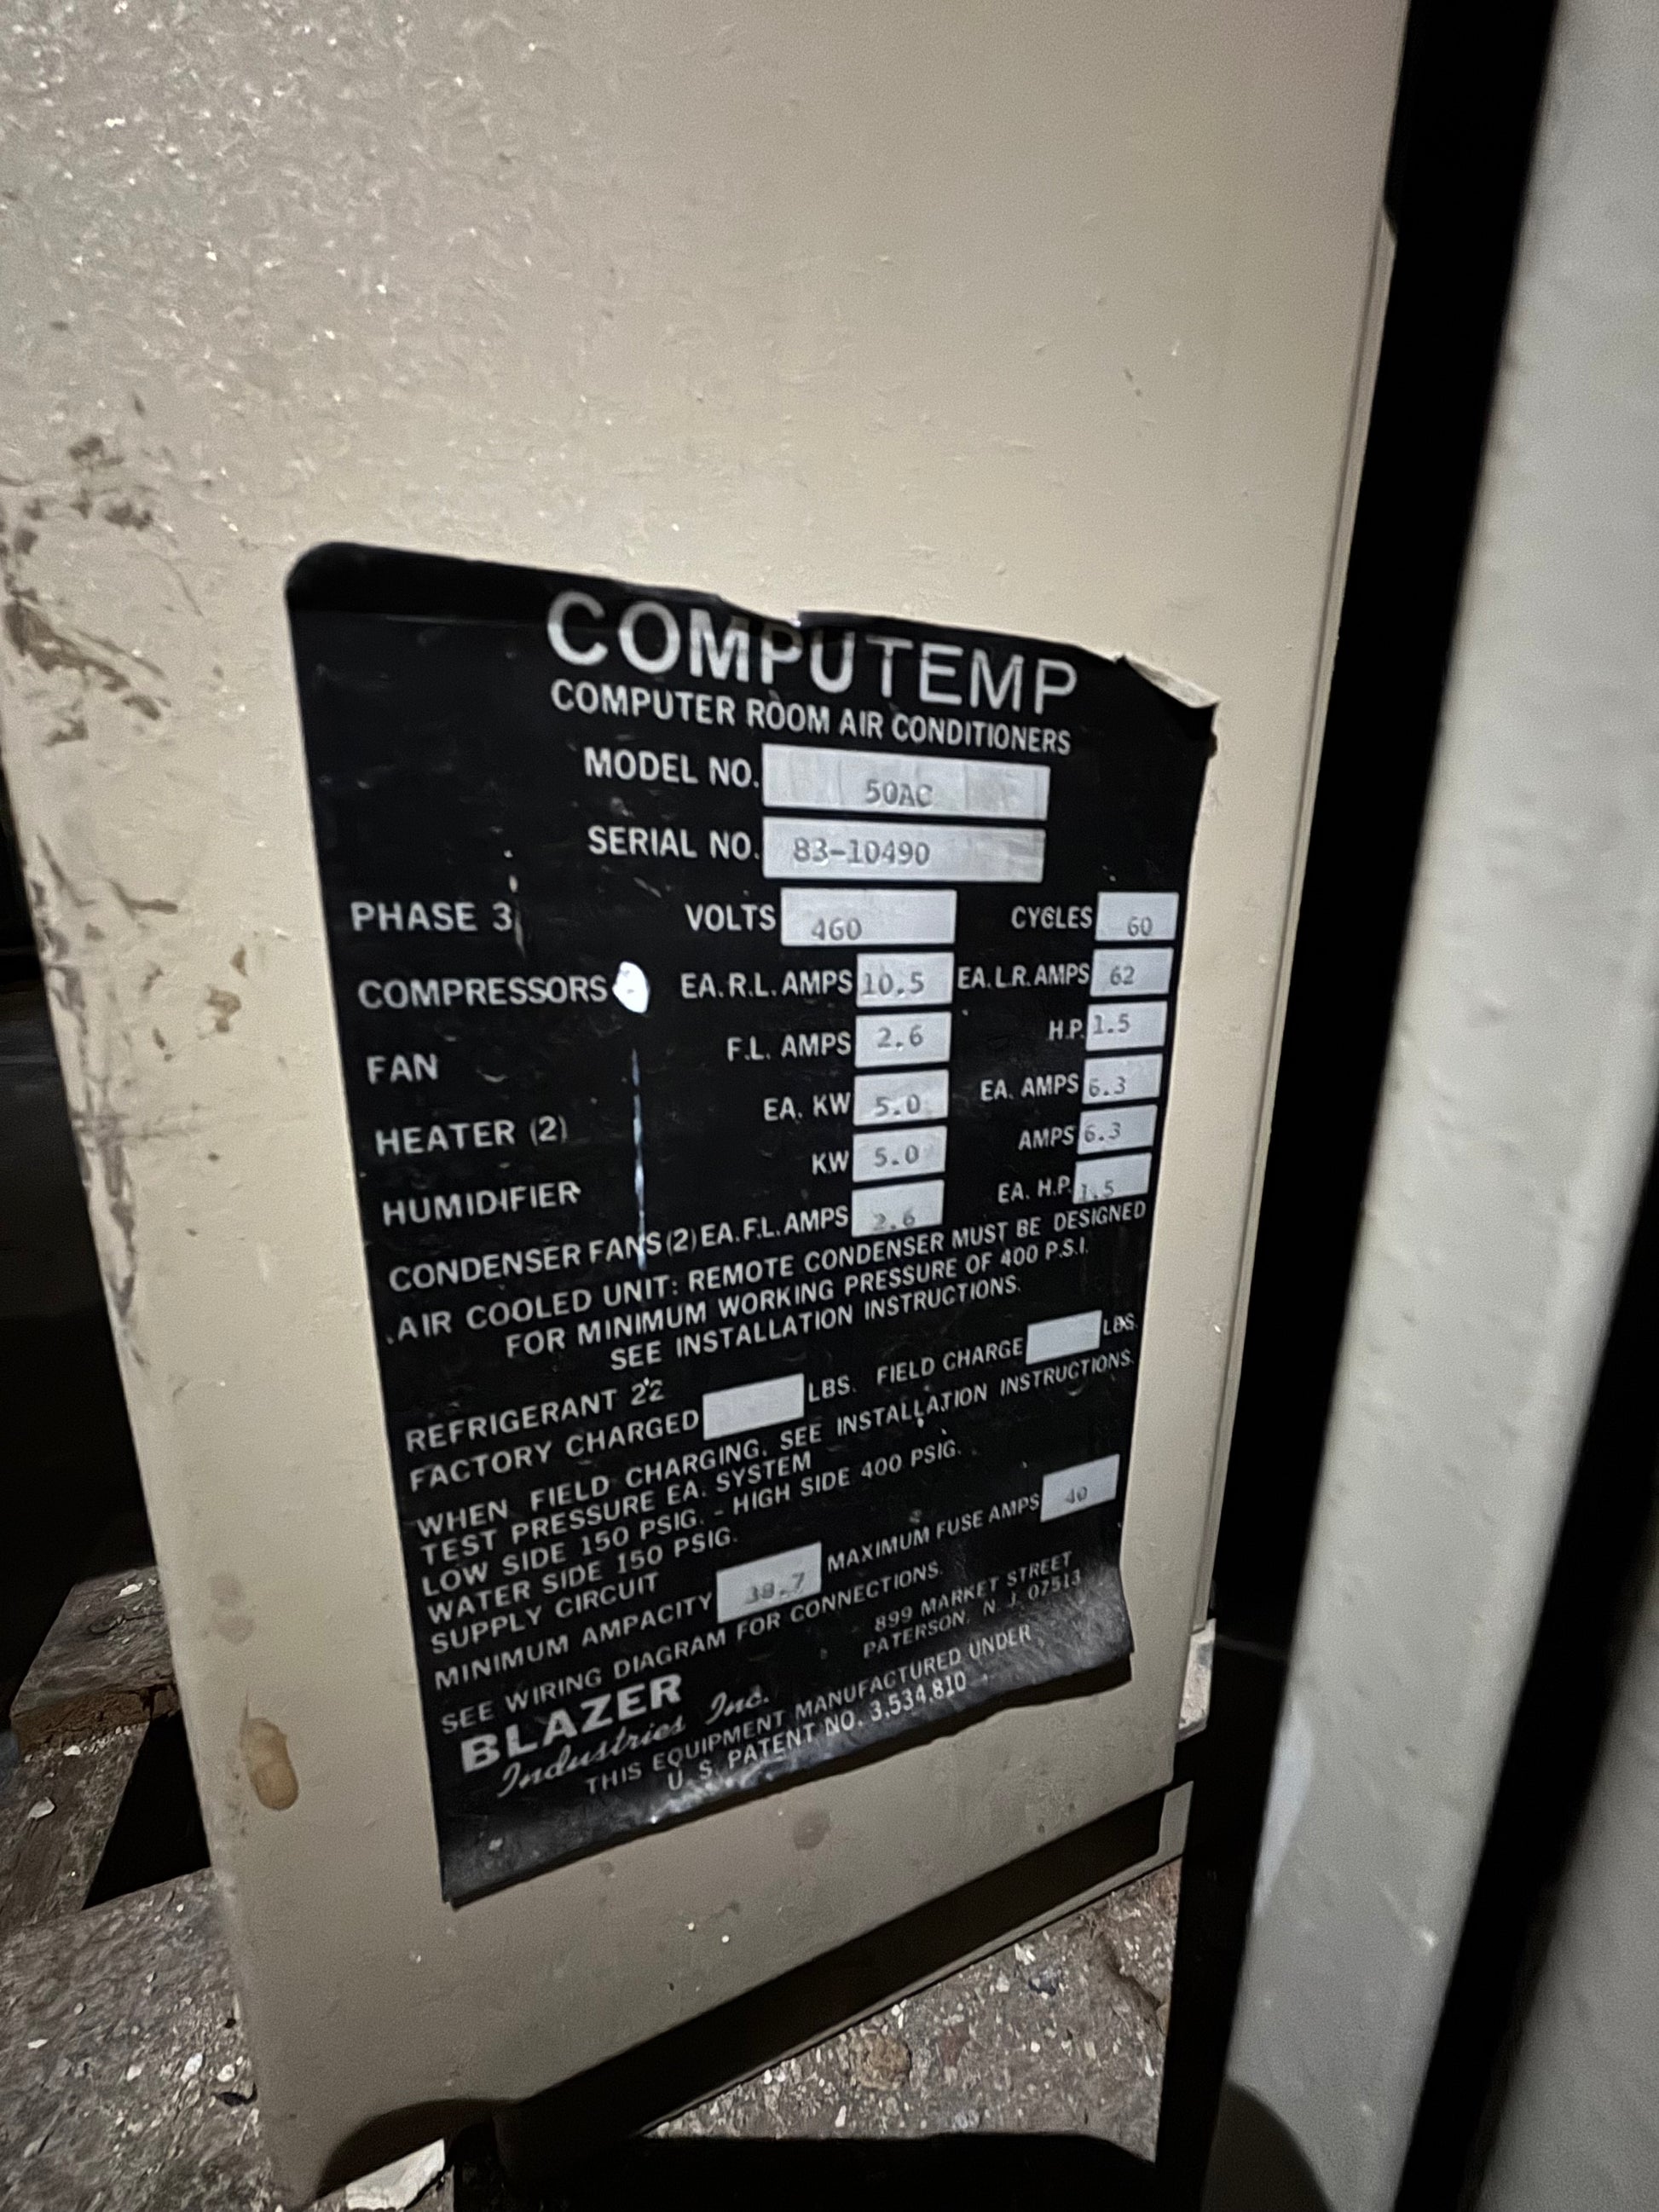 COMPUTEMP
COMPUTER ROOM AIR CONDITIONERS
MODEL NO. 50AC
SERIAL NO. 83-10490
PHASE 3 VOLTS 460 CYCLES 60
COMPRESSORS EA. R.L. AMPS 10.5 EA. L.R. AMPS 62
FAN F.L. AMPS 2.6 H.P. 1.5
HEATER (2) EA. KW 5.0 EA. AMPS 6.3
HUMIDIFIER KW 5.0 AMPS 6.3
CONDENSER FANS (2) EA. F.L. AMPS 2.6 EA. H.P. 1.5
AIR COOLED UNIT: REMOTE CONDENSER MUST BE DESIGNED
FOR MINIMUM WORKING PRESSURE OF 400 P.S.I.
SEE INSTALLATION INSTRUCTIONS.
REFRIGERANT 22
FACTORY CHARGED LBS. FIELD CHARGE LBS.
WHEN FIELD CHARGING, SEE INSTALLATION INSTRUCTIONS.
TEST PRESSURE EA. SYSTEM
LOW SIDE 150 PSIG. - HIGH SIDE 400 PSIG.
WATER SIDE 150 PSIG.
SUPPLY CIRCUIT
MINIMUM AMPACITY 38.7 MAXIMUM FUSE AMPS 40
SEE WIRING DIAGRAM FOR CONNECTIONS.
BLAZER
Industries Inc.
899 MARKET STREET
PATERSON, N. J. 07513
THIS EQUIPMENT MANUFACTURED UNDER
U. S. PATENT NO. 3,534,810